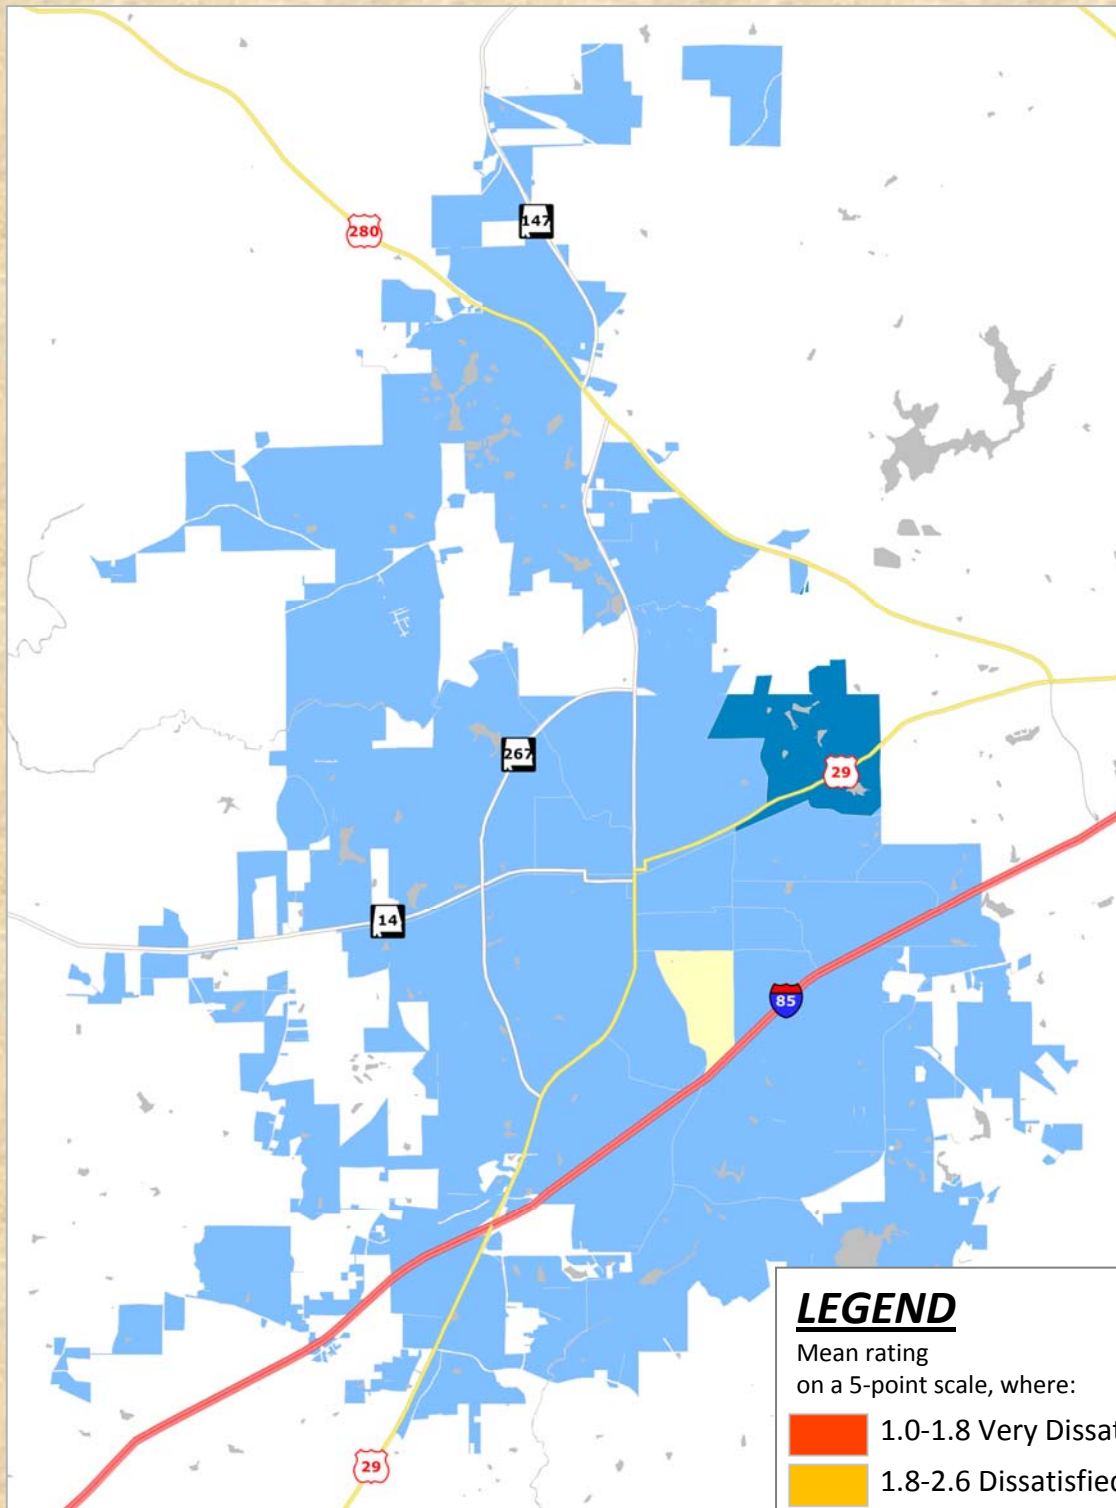 147
280
267
29
14
85
29
LEGEND
Mean rating
on a 5-point scale, where:
1.0-1.8 Very Dissat
1.8-2.6 Dissatisfied